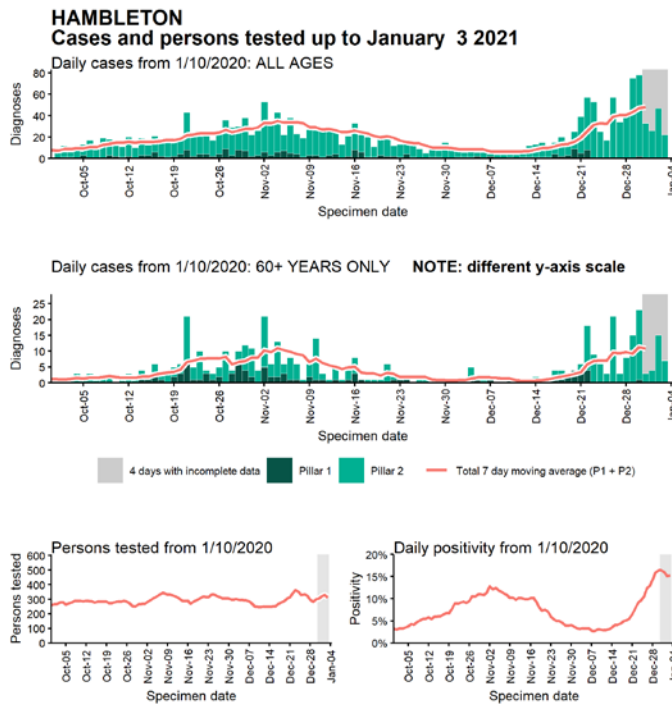 HAMBLETON
Cases and persons tested up to January 3 2021
Daily cases from 1/10/2020: ALL AGES
Diagnoses
80
60
40
20
0
Oct-05
Oct-12
Oct-19
Oct-26
Nov-02
Nov-09
Nov-16
Nov-23
Nov-30
Dec-07
Dec-14
Dec-21
Dec-28
Jan-04
Specimen date
Daily cases from 1/10/2020: 60+ YEARS ONLY NOTE: different y-axis scale
Diagnoses
25
20
15
10
5
0
Oct-05
Oct-12
Oct-19
Oct-26
Nov-02
Nov-09
Nov-16
Nov-23
Nov-30
Dec-07
Dec-14
Dec-21
Dec-28
Jan-04
Specimen date
4 days with incomplete data Pillar 1 Pillar 2 Total 7 day moving average (P1 + P2)
Persons tested from 1/10/2020
Persons tested
600
500
400
300
200
100
0
Oct-05
Oct-12
Oct-19
Oct-26
Nov-02
Nov-09
Nov-16
Nov-23
Nov-30
Dec-07
Dec-14
Dec-21
Dec-28
Jan-04
Specimen date
Daily positivity from 1/10/2020
Positivity
20%
15%
10%
5%
0%
Oct-05
Oct-12
Oct-19
Oct-26
Nov-02
Nov-09
Nov-16
Nov-23
Nov-30
Dec-07
Dec-14
Dec-21
Dec-28
Jan-04
Specimen date